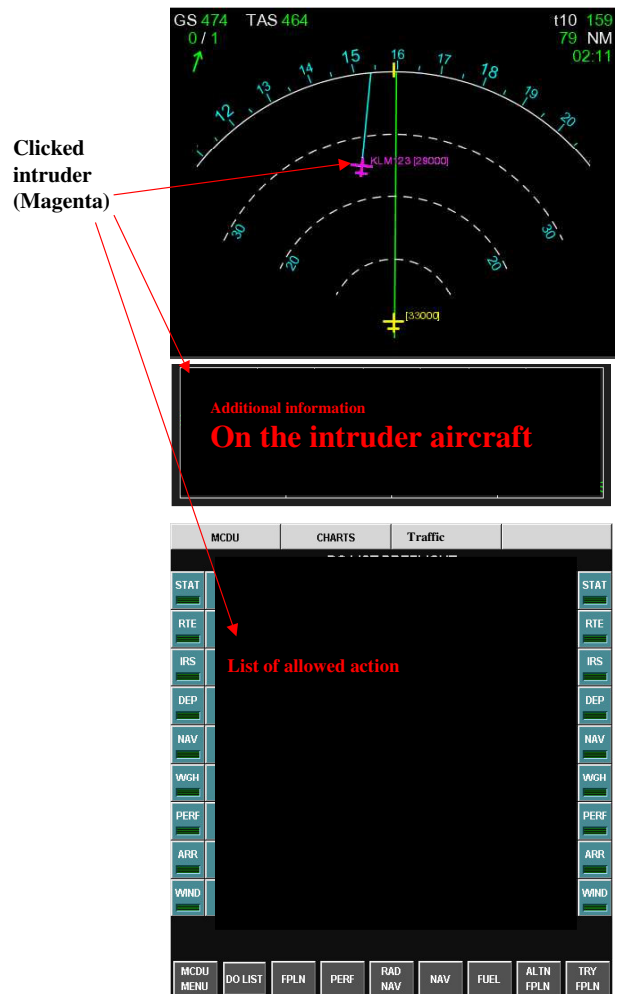 GS 474 TAS 464 t10 159
0 / 1 79 NM
02:11
12 13 14 15 16 17 18 19 20
Clicked
intruder
(Magenta)
KLM123 [29000]
30 30
20 20
[33000]
Additional information
On the intruder aircraft
MCDU CHARTS Traffic
STAT STAT
RTE RTE
IRS IRS
List of allowed action
DEP DEP
NAV NAV
WGH WGH
PERF PERF
ARR ARR
WIND WIND
MCDU MENU
DO LIST
FPLN
PERF
RAD NAV
NAV
FUEL
ALTN FPLN
TRY FPLN